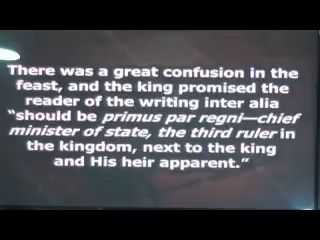 There was a great confusion in the
feast, and the king promised the
reader of the writing inter alia
“should be primus par regni—chief
minister of state, the third ruler in
the kingdom, next to the king
and His heir apparent.”